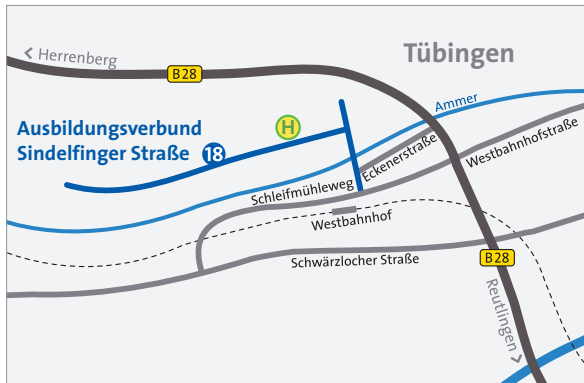 < Herrenberg
Tübingen
B28
Ammer
Ausbildungsverbund
Sindelfinger Straße 18
H
Eckenerstraße
Westbahnhofstraße
Schleifmühleweg
Westbahnhof
Schwärzlocher Straße
B28
Reutlingen >